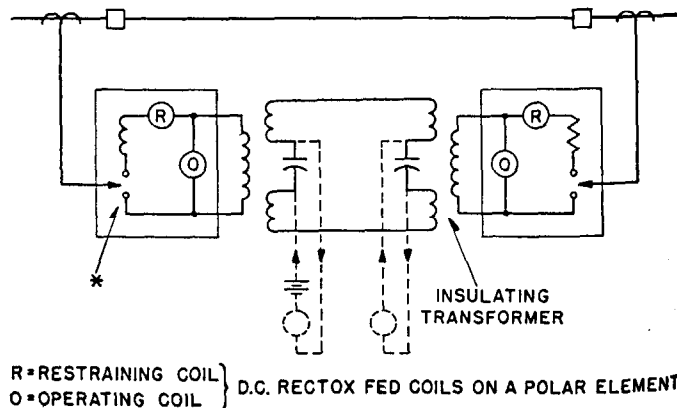 R
O
R
O
*
INSULATING
TRANSFORMER
R=RESTRAINING COIL
O=OPERATING COIL
} D.C. RECTOX FED COILS ON A POLAR ELEMENT